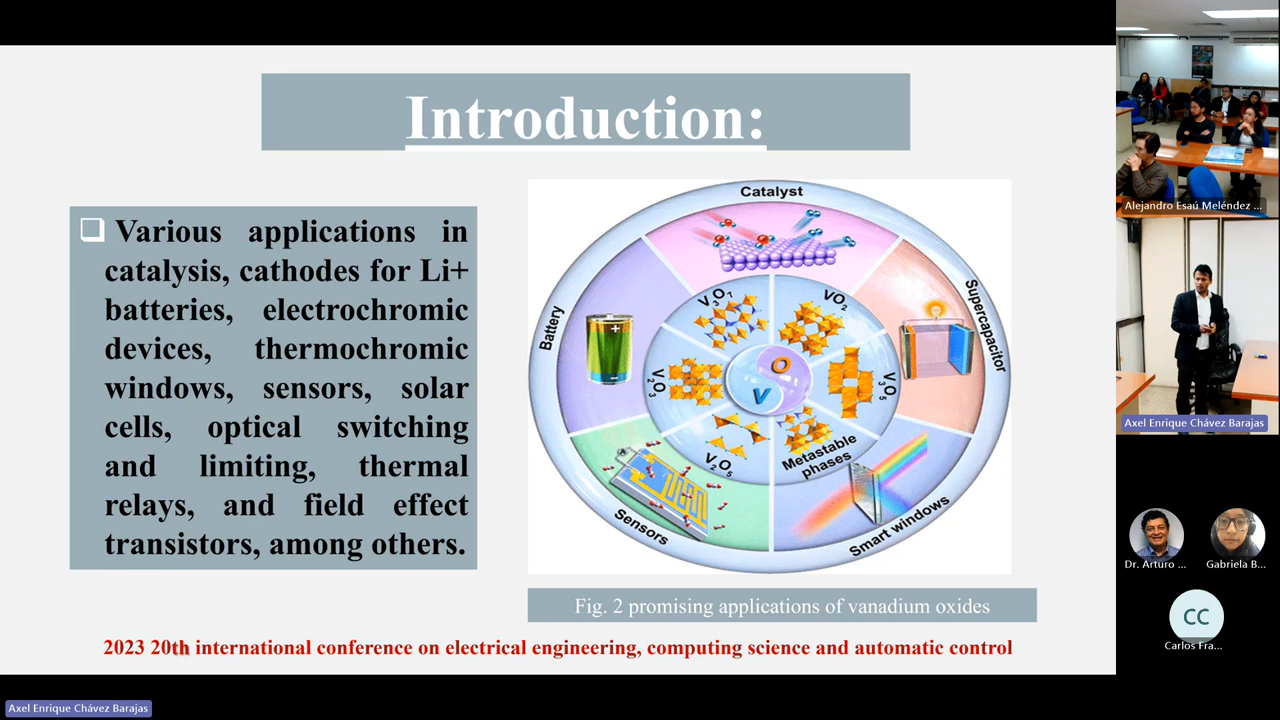 Introduction:
Various applications in
catalysis, cathodes for Li+
batteries, electrochromic
devices, thermochromic
windows, sensors, solar
cells, optical switching
and limiting, thermal
relays, and field effect
transistors, among others.
Catalyst
Battery
Supercapacitor
V₃O₇
VO₂
V₂O₃
V₃O₅
V₂O₅
Metastable
phases
O
V
Sensors
Smart windows
Fig. 2 promising applications of vanadium oxides
2023 20th international conference on electrical engineering, computing science and automatic control
Alejandro Esaú Meléndez ...
Axel Enrique Chávez Barajas
Dr. Arturo ...
Gabriela B...
CC
Carlos Fra...
Axel Enrique Chávez Barajas